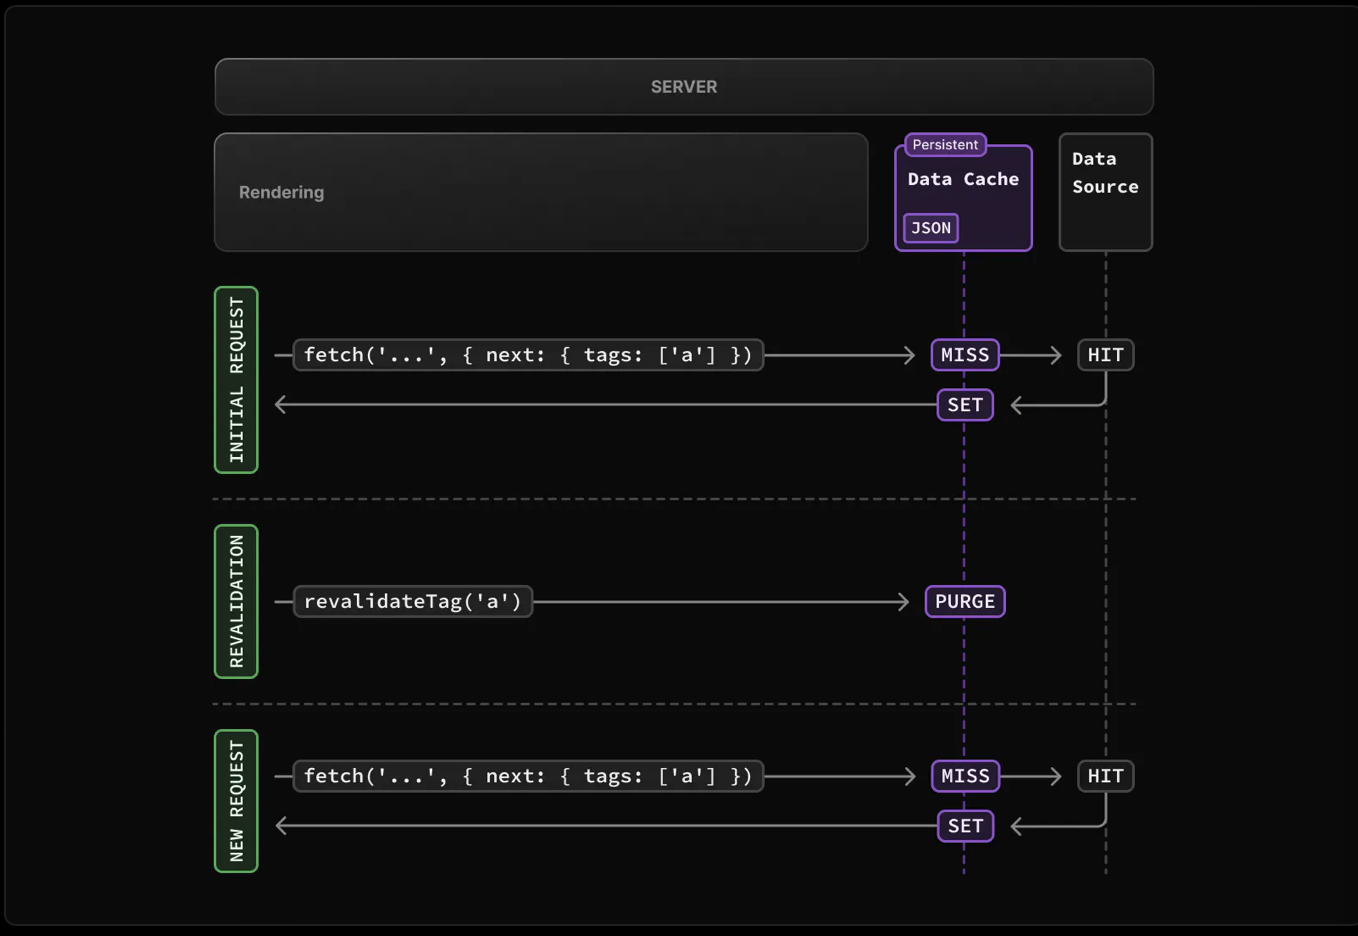 SERVER
Rendering
Persistent
Data Cache
JSON
Data
Source
INITIAL REQUEST
fetch('...', { next: { tags: ['a'] })
MISS
HIT
SET
REVALIDATION
revalidateTag('a')
PURGE
NEW REQUEST
fetch('...', { next: { tags: ['a'] })
MISS
HIT
SET